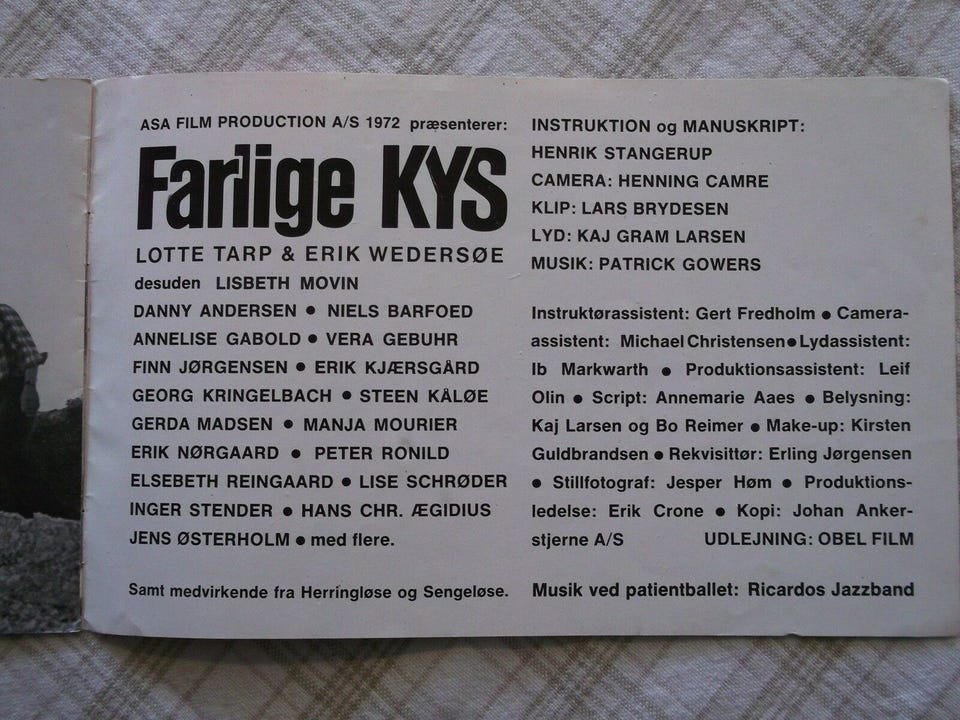 ASA FILM PRODUCTION A/S 1972 præsenterer:
Farlige KYS
LOTTE TARP & ERIK WEDERSØE
desuden LISBETH MOVIN
DANNY ANDERSEN ● NIELS BARFOED
ANNELISE GABOLD ● VERA GEBUHR
FINN JØRGENSEN ● ERIK KJÆRSGÅRD
GEORG KRINGELBACH ● STEEN KÅLØE
GERDA MADSEN ● MANJA MOURIER
ERIK NØRGAARD ● PETER RONILD
ELSEBETH REINGAARD ● LISE SCHRØDER
INGER STENDER ● HANS CHR. ÆGIDIUS
JENS ØSTERHOLM ● med flere.
Samt medvirkende fra Herringløse og Sengeløse.
INSTRUKTION og MANUSKRIPT:
HENRIK STANGERUP
CAMERA: HENNING CAMRE
KLIP: LARS BRYDESEN
LYD: KAJ GRAM LARSEN
MUSIK: PATRICK GOWERS
Instruktørassistent: Gert Fredholm ● Camera-
assistent: Michael Christensen ● Lydassistent:
Ib Markwarth ● Produktionsassistent: Leif
Olin ● Script: Annemarie Aaes ● Belysning:
Kaj Larsen og Bo Reimer ● Make-up: Kirsten
Guldbrandsen ● Rekvisittør: Erling Jørgensen
● Stillfotograf: Jesper Høm ● Produktions-
ledelse: Erik Crone ● Kopi: Johan Anker-
stjerne A/S UDLEJNING: OBEL FILM
Musik ved patientballet: Ricardos Jazzband